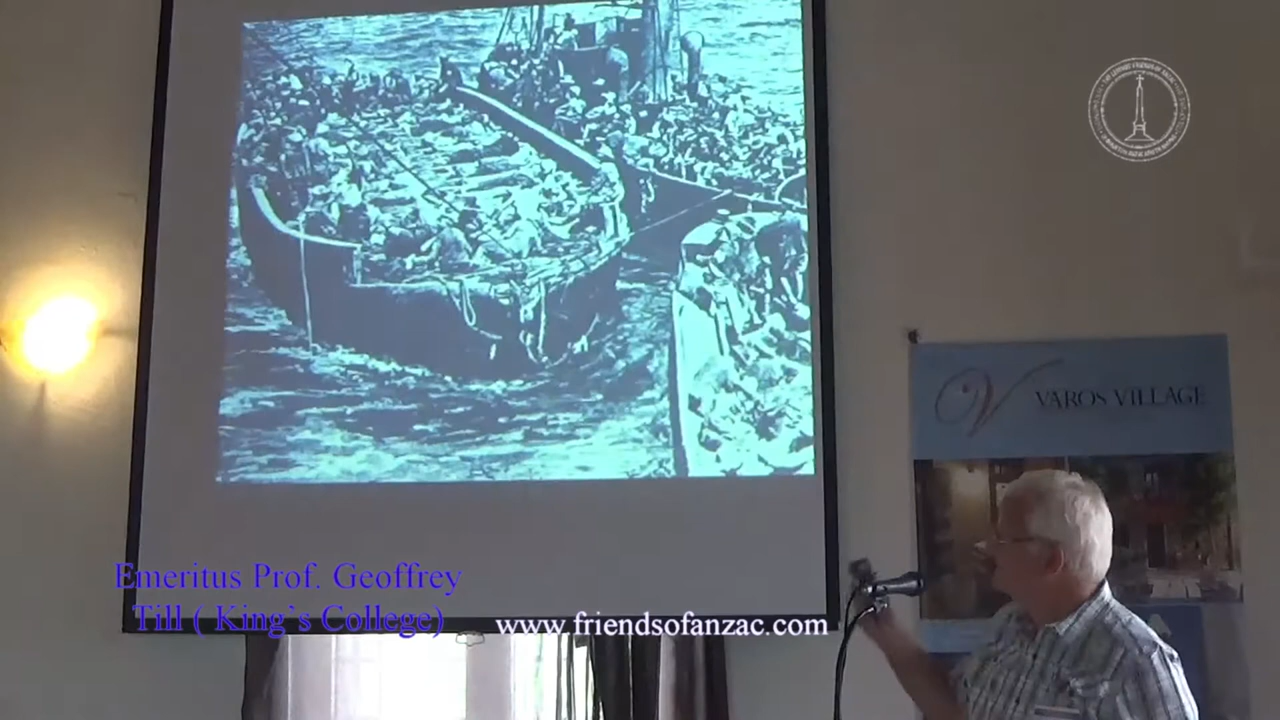 V VAROS VILLAGE
Emeritus Prof. Geoffrey
Till ( King's College)
www.friendsofanzac.com